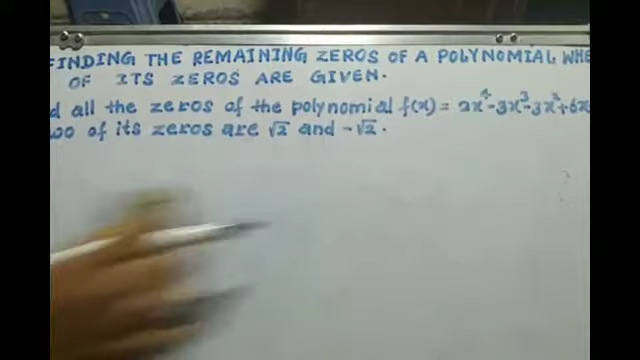 FINDING THE REMAINING ZEROS OF A POLYNOMIAL WHE
OF ITS ZEROS ARE GIVEN.
d all the zeros of the polynomial f(x) = 2x⁴-3x³-3x²+6x
wo of its zeros are √2 and -√2.